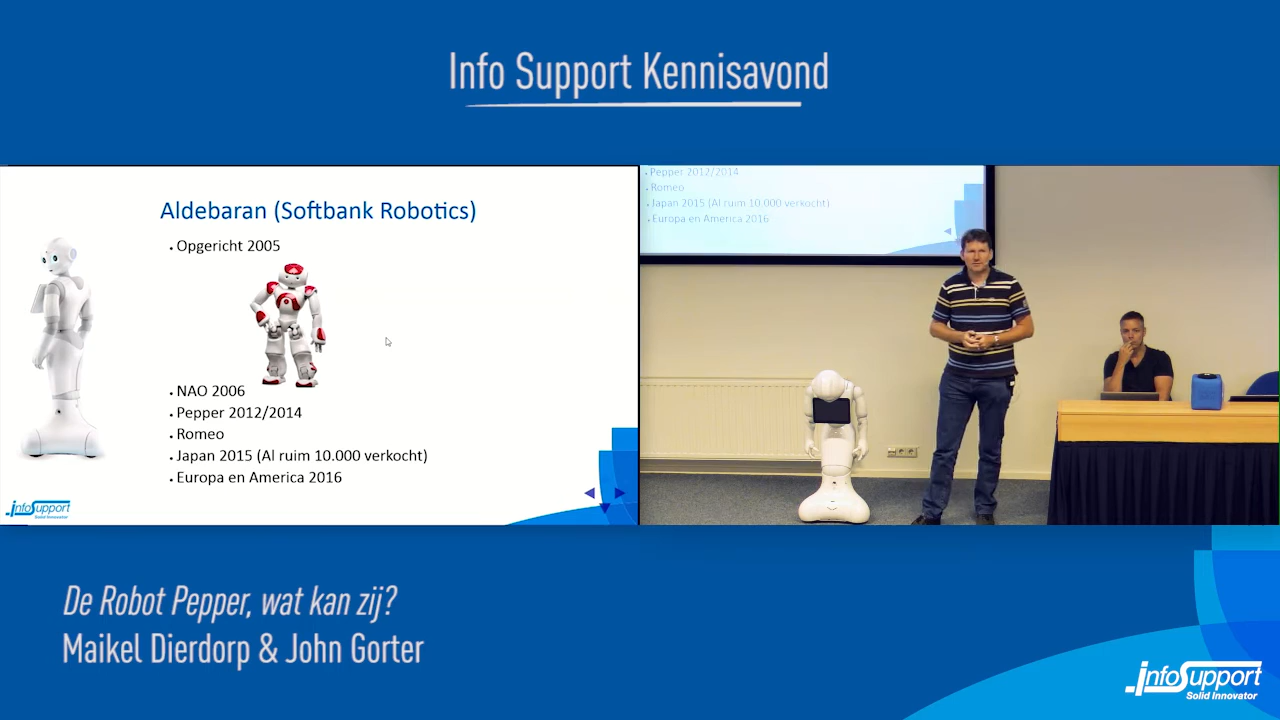 Info Support Kennisavond
Aldebaran (Softbank Robotics)
• Opgericht 2005
• NAO 2006
• Pepper 2012/2014
• Romeo
• Japan 2015 (Al ruim 10.000 verkocht)
• Europa en America 2016
infoSupport
Solid Innovator
• Pepper 2012/2014
• Romeo
• Japan 2015 (Al ruim 10.000 verkocht)
• Europa en America 2016
De Robot Pepper, wat kan zij?
Maikel Dierdorp & John Gorter
infoSupport
Solid Innovator